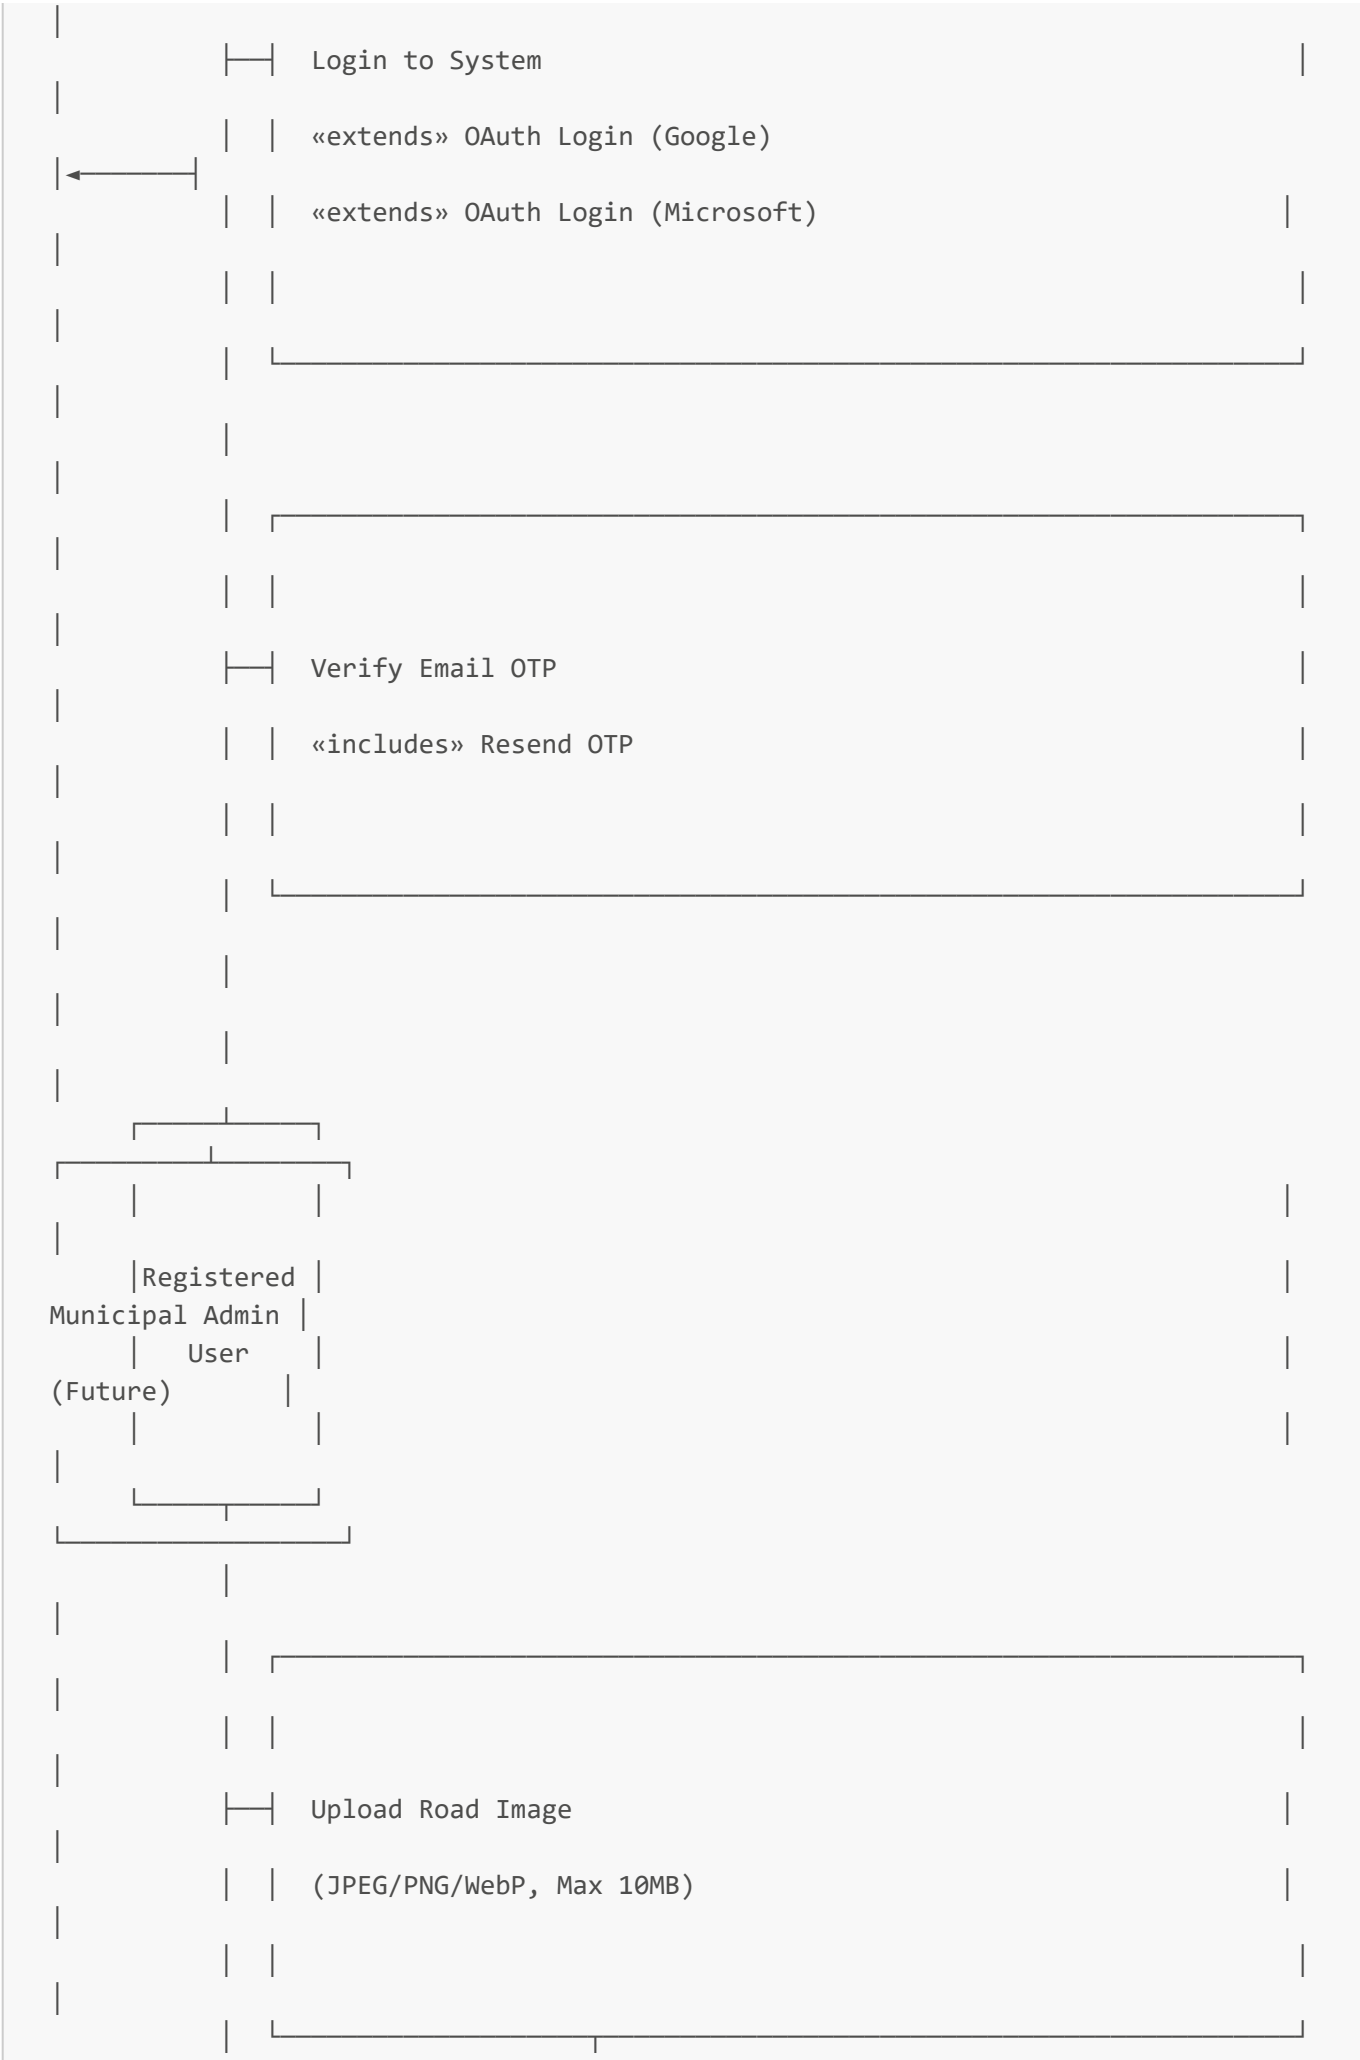 Login to System
«extends» OAuth Login (Google)
«extends» OAuth Login (Microsoft)
Verify Email OTP
«includes» Resend OTP
Registered
Municipal Admin
User
(Future)
Upload Road Image
(JPEG/PNG/WebP, Max 10MB)